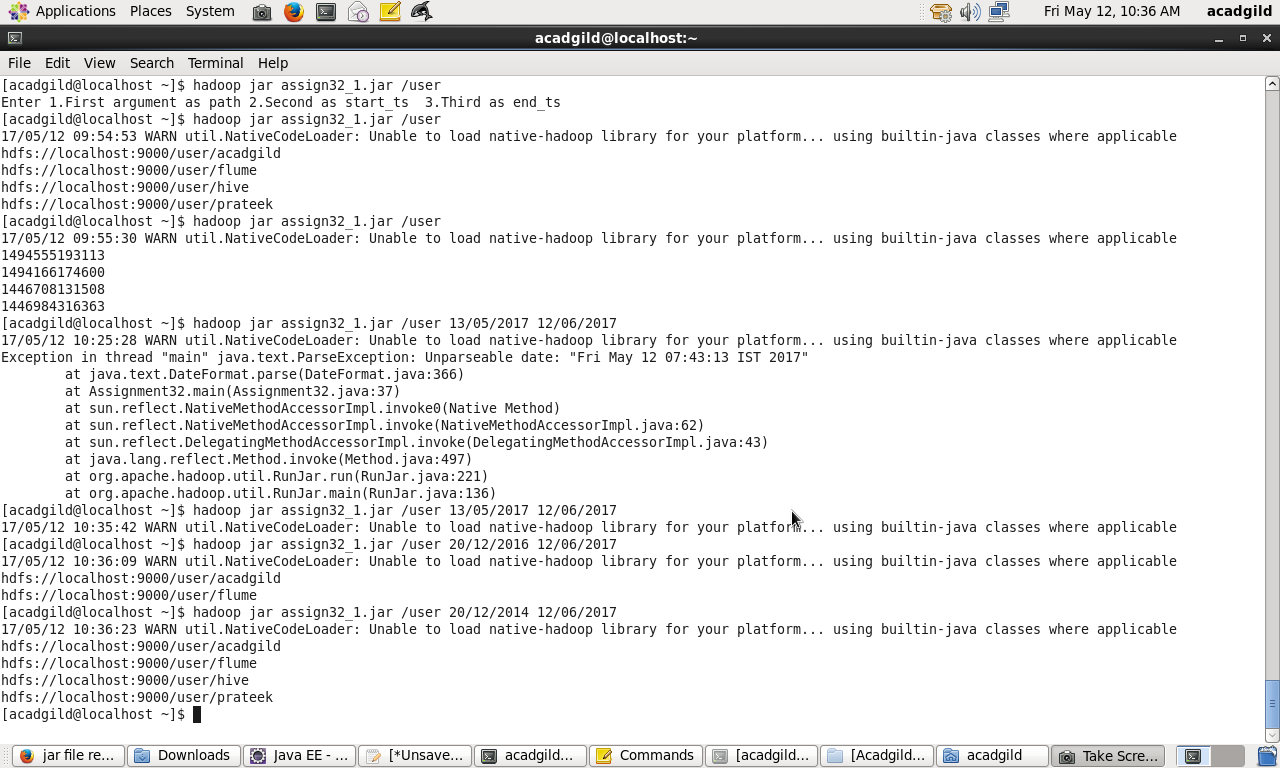 Applications Places System Fri May 12, 10:36 AM acadgild
acadgild@localhost:~
File Edit View Search Terminal Help
[acadgild@localhost ~]$ hadoop jar assign32_1.jar /user
Enter 1.First argument as path 2.Second as start_ts  3.Third as end_ts
[acadgild@localhost ~]$ hadoop jar assign32_1.jar /user
17/05/12 09:54:53 WARN util.NativeCodeLoader: Unable to load native-hadoop library for your platform... using builtin-java classes where applicable
hdfs://localhost:9000/user/acadgild
hdfs://localhost:9000/user/flume
hdfs://localhost:9000/user/hive
hdfs://localhost:9000/user/prateek
[acadgild@localhost ~]$ hadoop jar assign32_1.jar /user
17/05/12 09:55:30 WARN util.NativeCodeLoader: Unable to load native-hadoop library for your platform... using builtin-java classes where applicable
1494555193113
1494166174600
1446708131508
1446984316363
[acadgild@localhost ~]$ hadoop jar assign32_1.jar /user 13/05/2017 12/06/2017
17/05/12 10:25:28 WARN util.NativeCodeLoader: Unable to load native-hadoop library for your platform... using builtin-java classes where applicable
Exception in thread "main" java.text.ParseException: Unparseable date: "Fri May 12 07:43:13 IST 2017"
        at java.text.DateFormat.parse(DateFormat.java:366)
        at Assignment32.main(Assignment32.java:37)
        at sun.reflect.NativeMethodAccessorImpl.invoke0(Native Method)
        at sun.reflect.NativeMethodAccessorImpl.invoke(NativeMethodAccessorImpl.java:62)
        at sun.reflect.DelegatingMethodAccessorImpl.invoke(DelegatingMethodAccessorImpl.java:43)
        at java.lang.reflect.Method.invoke(Method.java:497)
        at org.apache.hadoop.util.RunJar.run(RunJar.java:221)
        at org.apache.hadoop.util.RunJar.main(RunJar.java:136)
[acadgild@localhost ~]$ hadoop jar assign32_1.jar /user 13/05/2017 12/06/2017
17/05/12 10:35:42 WARN util.NativeCodeLoader: Unable to load native-hadoop library for your platform... using builtin-java classes where applicable
[acadgild@localhost ~]$ hadoop jar assign32_1.jar /user 20/12/2016 12/06/2017
17/05/12 10:36:09 WARN util.NativeCodeLoader: Unable to load native-hadoop library for your platform... using builtin-java classes where applicable
hdfs://localhost:9000/user/acadgild
hdfs://localhost:9000/user/flume
[acadgild@localhost ~]$ hadoop jar assign32_1.jar /user 20/12/2014 12/06/2017
17/05/12 10:36:23 WARN util.NativeCodeLoader: Unable to load native-hadoop library for your platform... using builtin-java classes where applicable
hdfs://localhost:9000/user/acadgild
hdfs://localhost:9000/user/flume
hdfs://localhost:9000/user/hive
hdfs://localhost:9000/user/prateek
[acadgild@localhost ~]$
jar file re... Downloads Java EE - ... [*Unsave... acadgild... Commands [acadgild... [Acadgild... acadgild Take Scre...